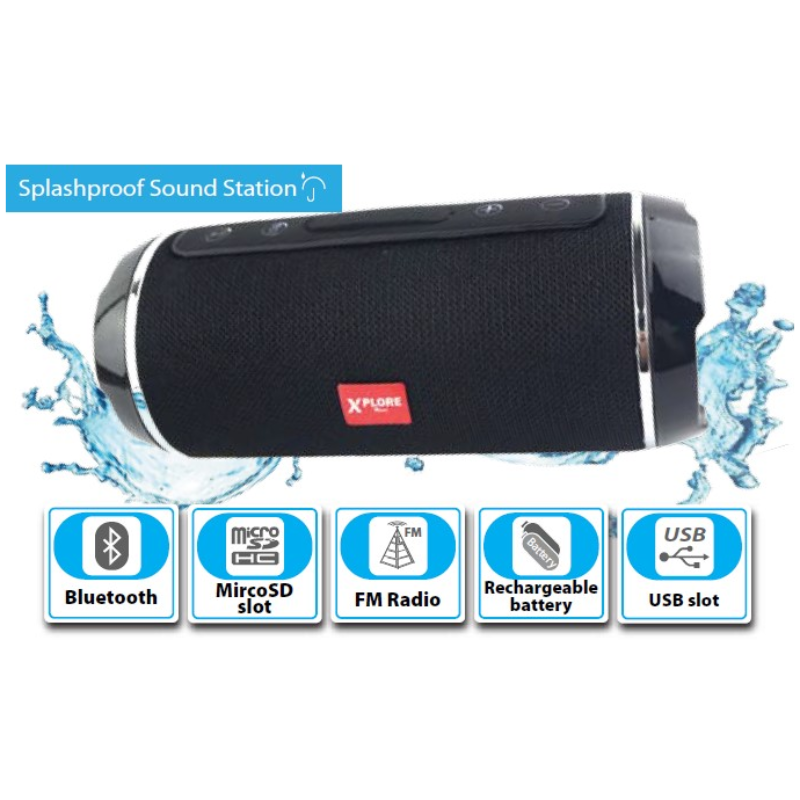 Splashproof Sound Station
XPLORE
Bluetooth
micro
SD
HC
MircoSD
slot
FM
FM Radio
Battery
Rechargeable
battery
USB
USB slot